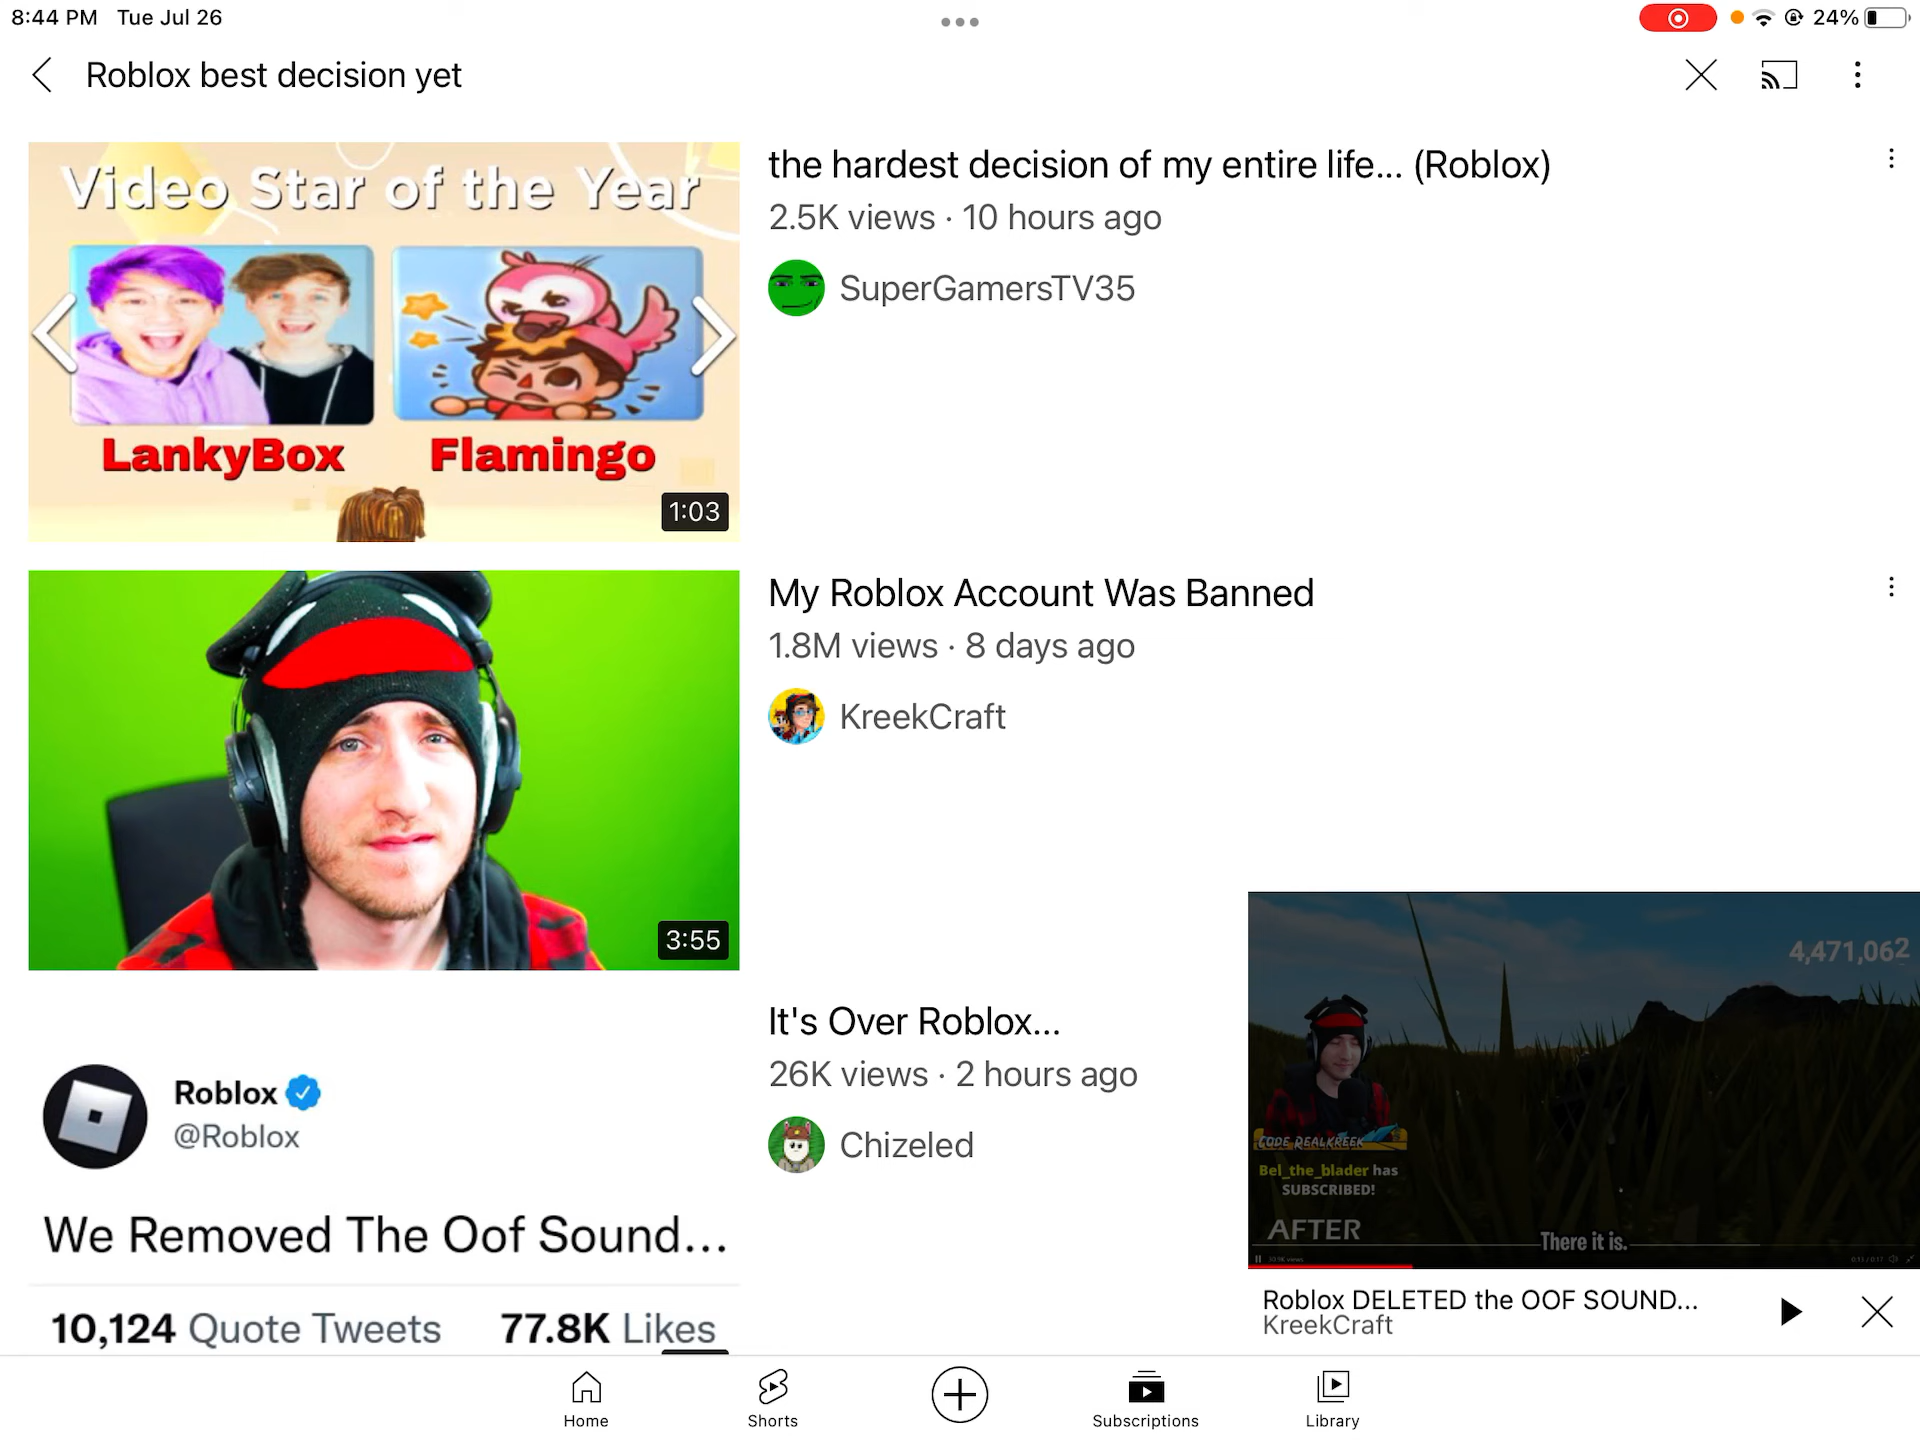 8:44 PM Tue Jul 26
24%
Roblox best decision yet
Video Star of the Year
LankyBox Flamingo
1:03
the hardest decision of my entire life... (Roblox)
2.5K views · 10 hours ago
SuperGamersTV35
3:55
My Roblox Account Was Banned
1.8M views · 8 days ago
KreekCraft
Roblox
@Roblox
We Removed The Oof Sound...
10,124 Quote Tweets 77.8K Likes
It's Over Roblox...
26K views · 2 hours ago
Chizeled
4,471,062
CODE REALKREEK
Bel_the_blader has
SUBSCRIBED!
AFTER
There it is.
Roblox DELETED the OOF SOUND...
KreekCraft
Home
Shorts
Subscriptions
Library